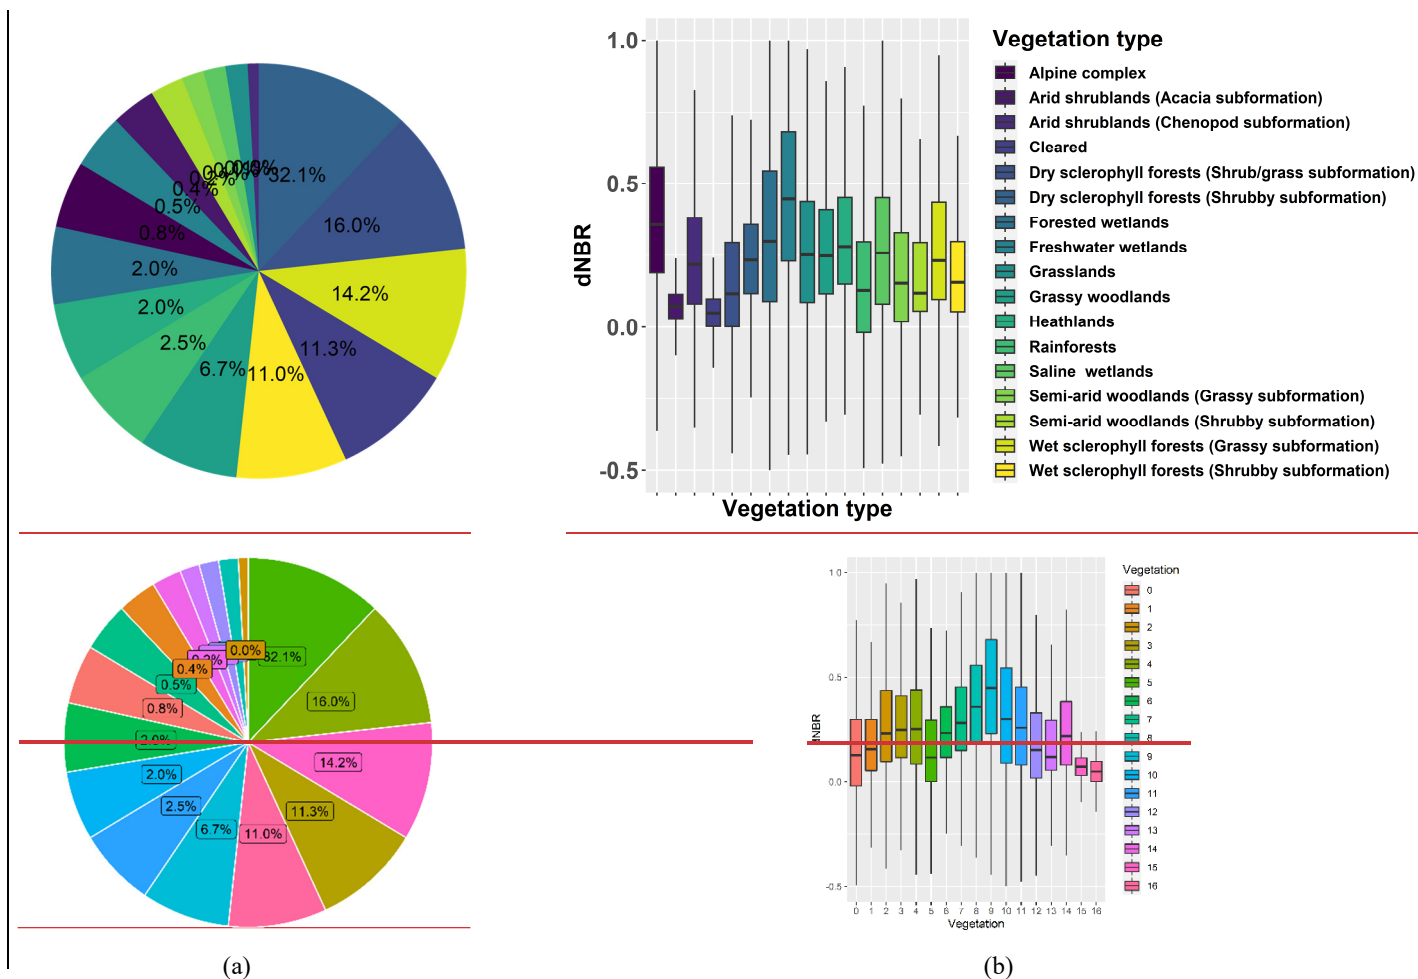 32.1%
16.0%
14.2%
11.3%
11.0%
6.7%
2.5%
2.0%
2.0%
0.8%
0.5%
0.4%
1.0
0.5
0.0
-0.5
dNBR
Vegetation type
Vegetation type
Alpine complex
Arid shrublands (Acacia subformation)
Arid shrublands (Chenopod subformation)
Cleared
Dry sclerophyll forests (Shrub/grass subformation)
Dry sclerophyll forests (Shrubby subformation)
Forested wetlands
Freshwater wetlands
Grasslands
Grassy woodlands
Heathlands
Rainforests
Saline wetlands
Semi-arid woodlands (Grassy subformation)
Semi-arid woodlands (Shrubby subformation)
Wet sclerophyll forests (Grassy subformation)
Wet sclerophyll forests (Shrubby subformation)
0.0%
32.1%
16.0%
14.2%
11.3%
11.0%
6.7%
2.5%
2.0%
2.0%
0.8%
0.5%
0.4%
1.0
0.5
0.0
-0.5
dNBR
0 1 2 3 4 5 6 7 8 9 10 11 12 13 14 15 16
Vegetation
Vegetation
0
1
2
3
4
5
6
7
8
9
10
11
12
13
14
15
16
(a)
(b)